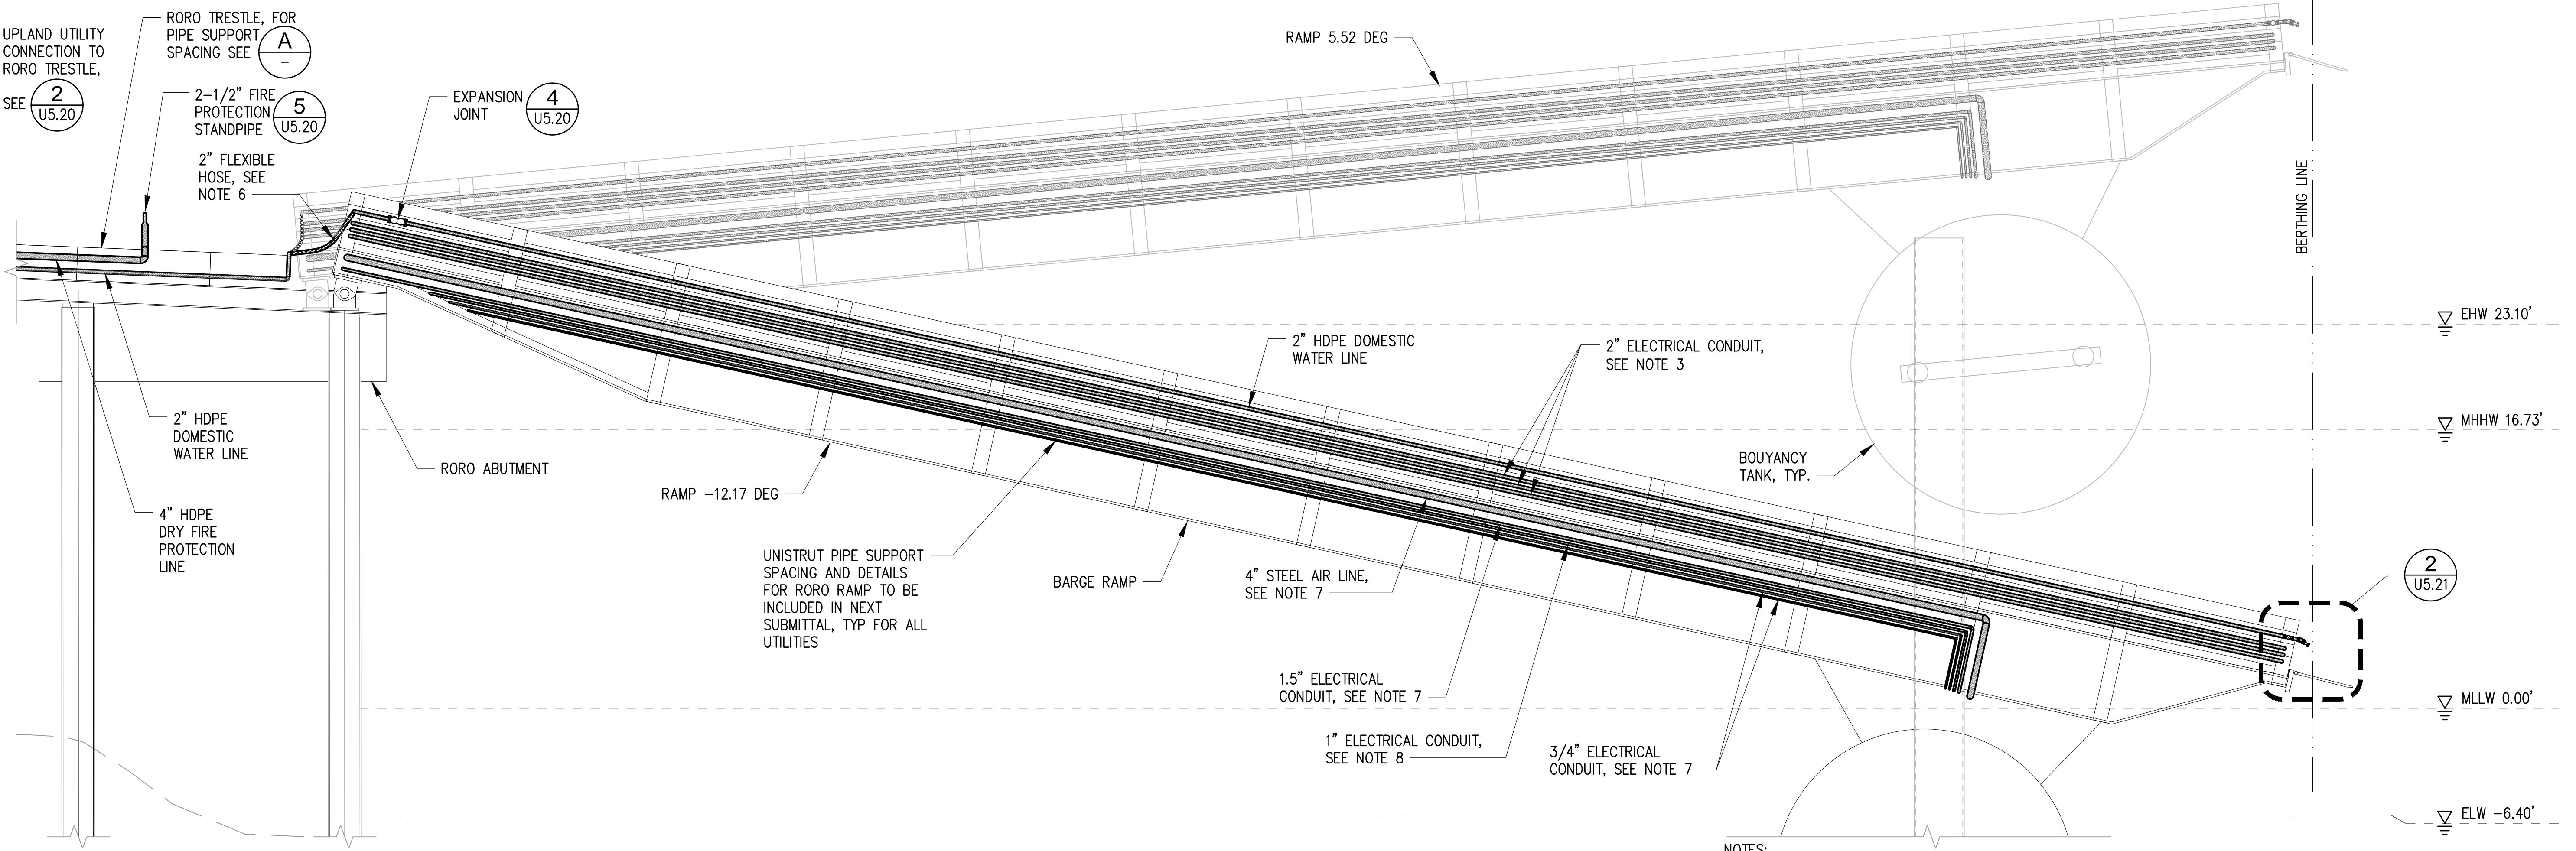 UPLAND UTILITY
CONNECTION TO
RORO TRESTLE,
SEE
2
U5.20
RORO TRESTLE, FOR
PIPE SUPPORT
SPACING SEE
A
–
2-1/2" FIRE
PROTECTION
STANDPIPE
5
U5.20
2" FLEXIBLE
HOSE, SEE
NOTE 6
EXPANSION
JOINT
4
U5.20
RAMP 5.52 DEG
BERTHING LINE
EHW 23.10'
2" HDPE DOMESTIC
WATER LINE
2" ELECTRICAL CONDUIT,
SEE NOTE 3
MHHW 16.73'
2" HDPE
DOMESTIC
WATER LINE
RORO ABUTMENT
RAMP -12.17 DEG
BOUYANCY
TANK, TYP.
4" HDPE
DRY FIRE
PROTECTION
LINE
UNISTRUT PIPE SUPPORT
SPACING AND DETAILS
FOR RORO RAMP TO BE
INCLUDED IN NEXT
SUBMITTAL, TYP FOR ALL
UTILITIES
BARGE RAMP
4" STEEL AIR LINE,
SEE NOTE 7
2
U5.21
1.5" ELECTRICAL
CONDUIT, SEE NOTE 7
MLLW 0.00'
1" ELECTRICAL CONDUIT,
SEE NOTE 8
3/4" ELECTRICAL
CONDUIT, SEE NOTE 7
ELW -6.40'
NOTES: